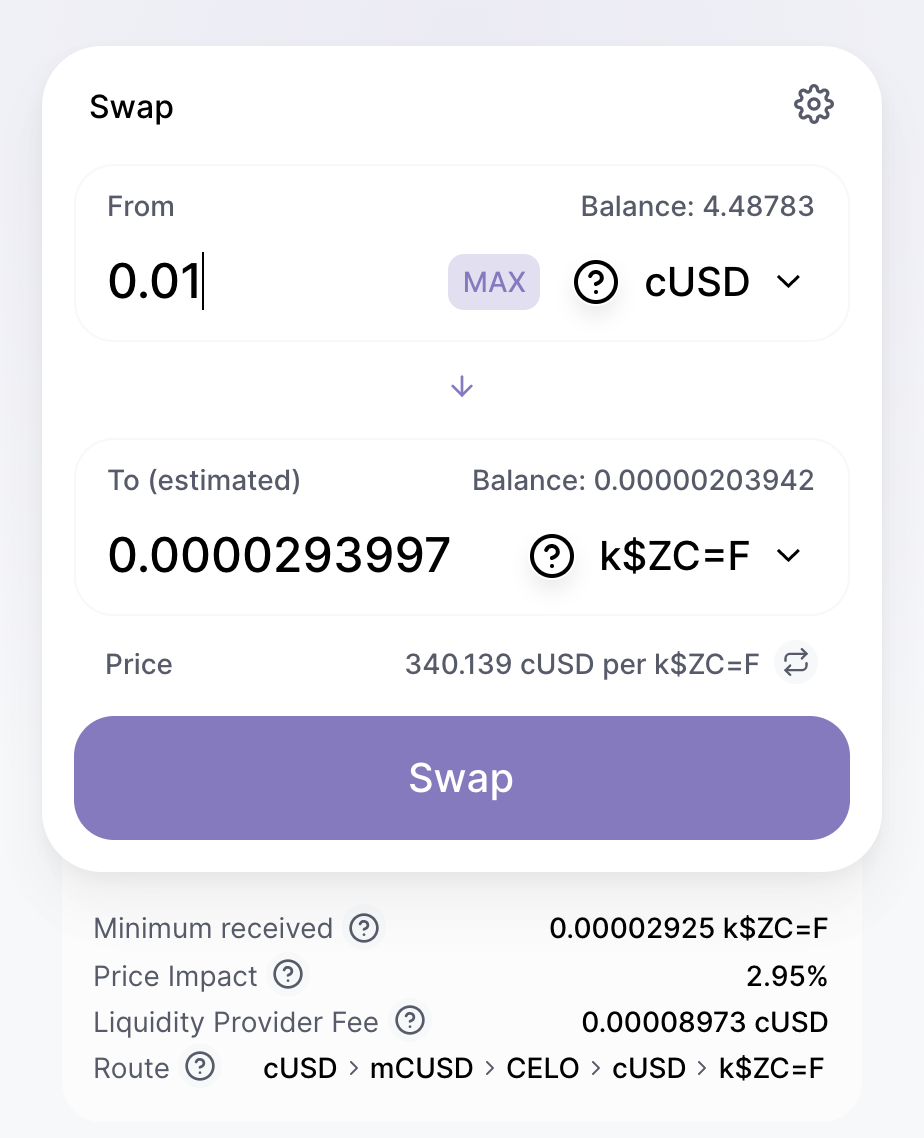 Swap
From Balance: 4.48783
0.01 MAX cUSD
To (estimated) Balance: 0.00000203942
0.0000293997 k$ZC=F
Price 340.139 cUSD per k$ZC=F
Swap
Minimum received 0.00002925 k$ZC=F
Price Impact 2.95%
Liquidity Provider Fee 0.00008973 cUSD
Route cUSD > mCUSD > CELO > cUSD > k$ZC=F